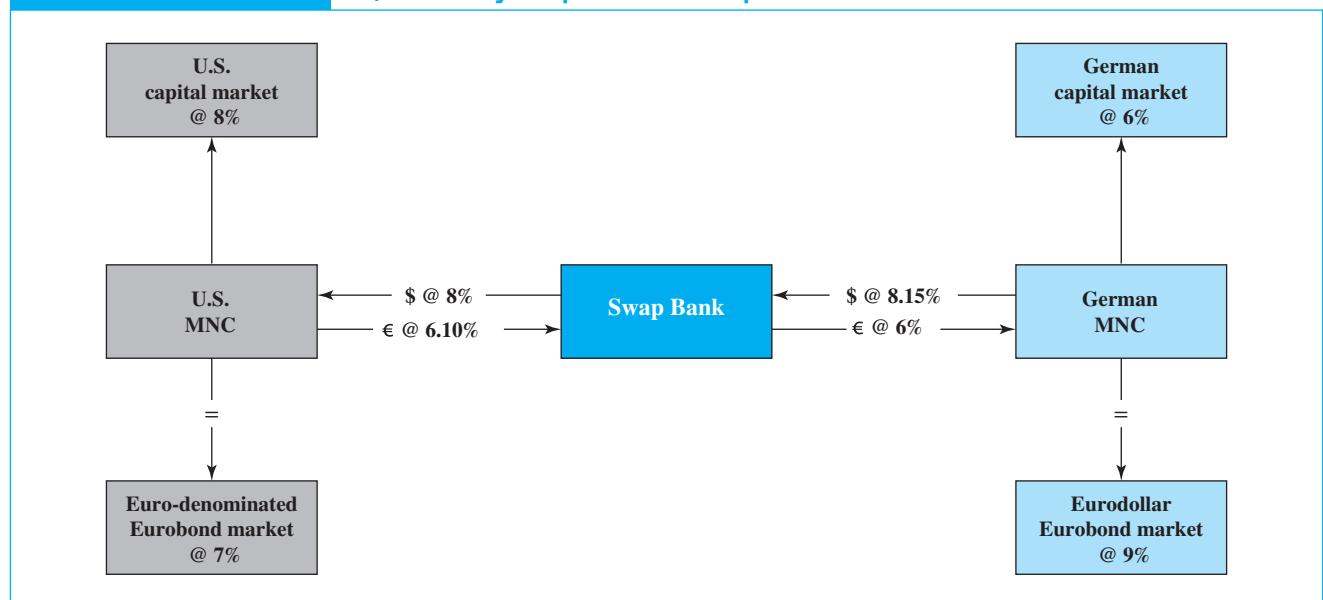 U.S.
capital market
@ 8%
German
capital market
@ 6%
U.S.
MNC
$ @ 8%
€ @ 6.10%
Swap Bank
$ @ 8.15%
€ @ 6%
German
MNC
=
=
Euro-denominated
Eurobond market
@ 7%
Eurodollar
Eurobond market
@ 9%